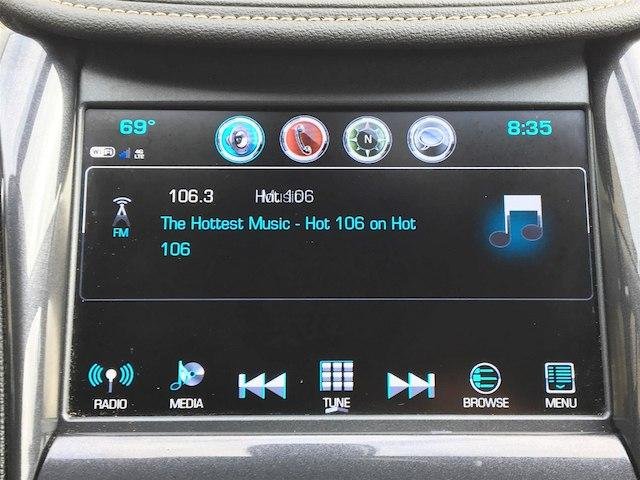 69° 8:35
N
WiFi 4G
LTE
106.3 Hot 106
FM
The Hottest Music - Hot 106 on Hot
106
RADIO MEDIA TUNE BROWSE MENU